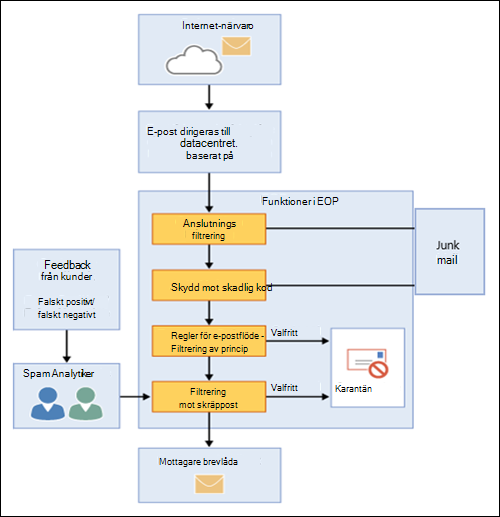 Internet-närvaro
E-post dirigeras till
datacentret.
baserat på
Funktioner i EOP
Anslutnings
filtrering
Junk
mail
Feedback
från kunder
Falskt positivt/
falskt negativt
Skydd mot skadlig kod
Regler för e-postflöde -
Filtrering av princip
Valfritt
Spam Analytiker
Filtrering
mot skräppost
Valfritt
Karantän
Mottagare brevlåda